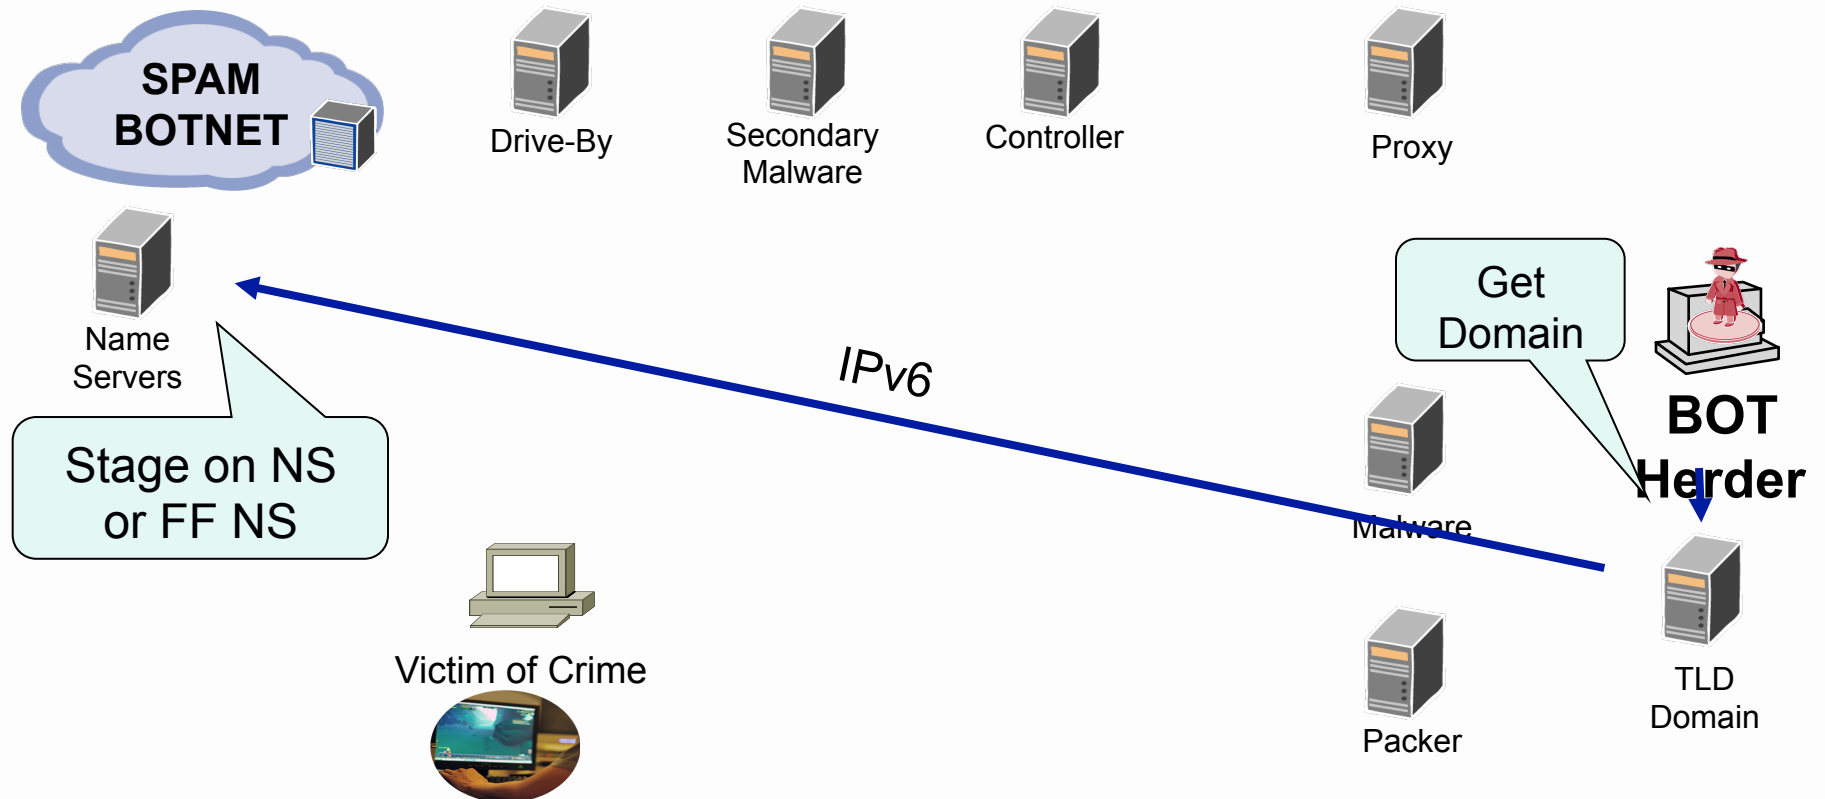 SPAM
BOTNET
Drive-By
Secondary
Malware
Controller
Proxy
Name
Servers
Get
Domain
IPv6
BOT
Herder
Stage on NS
or FF NS
Malware
Victim of Crime
TLD
Domain
Packer